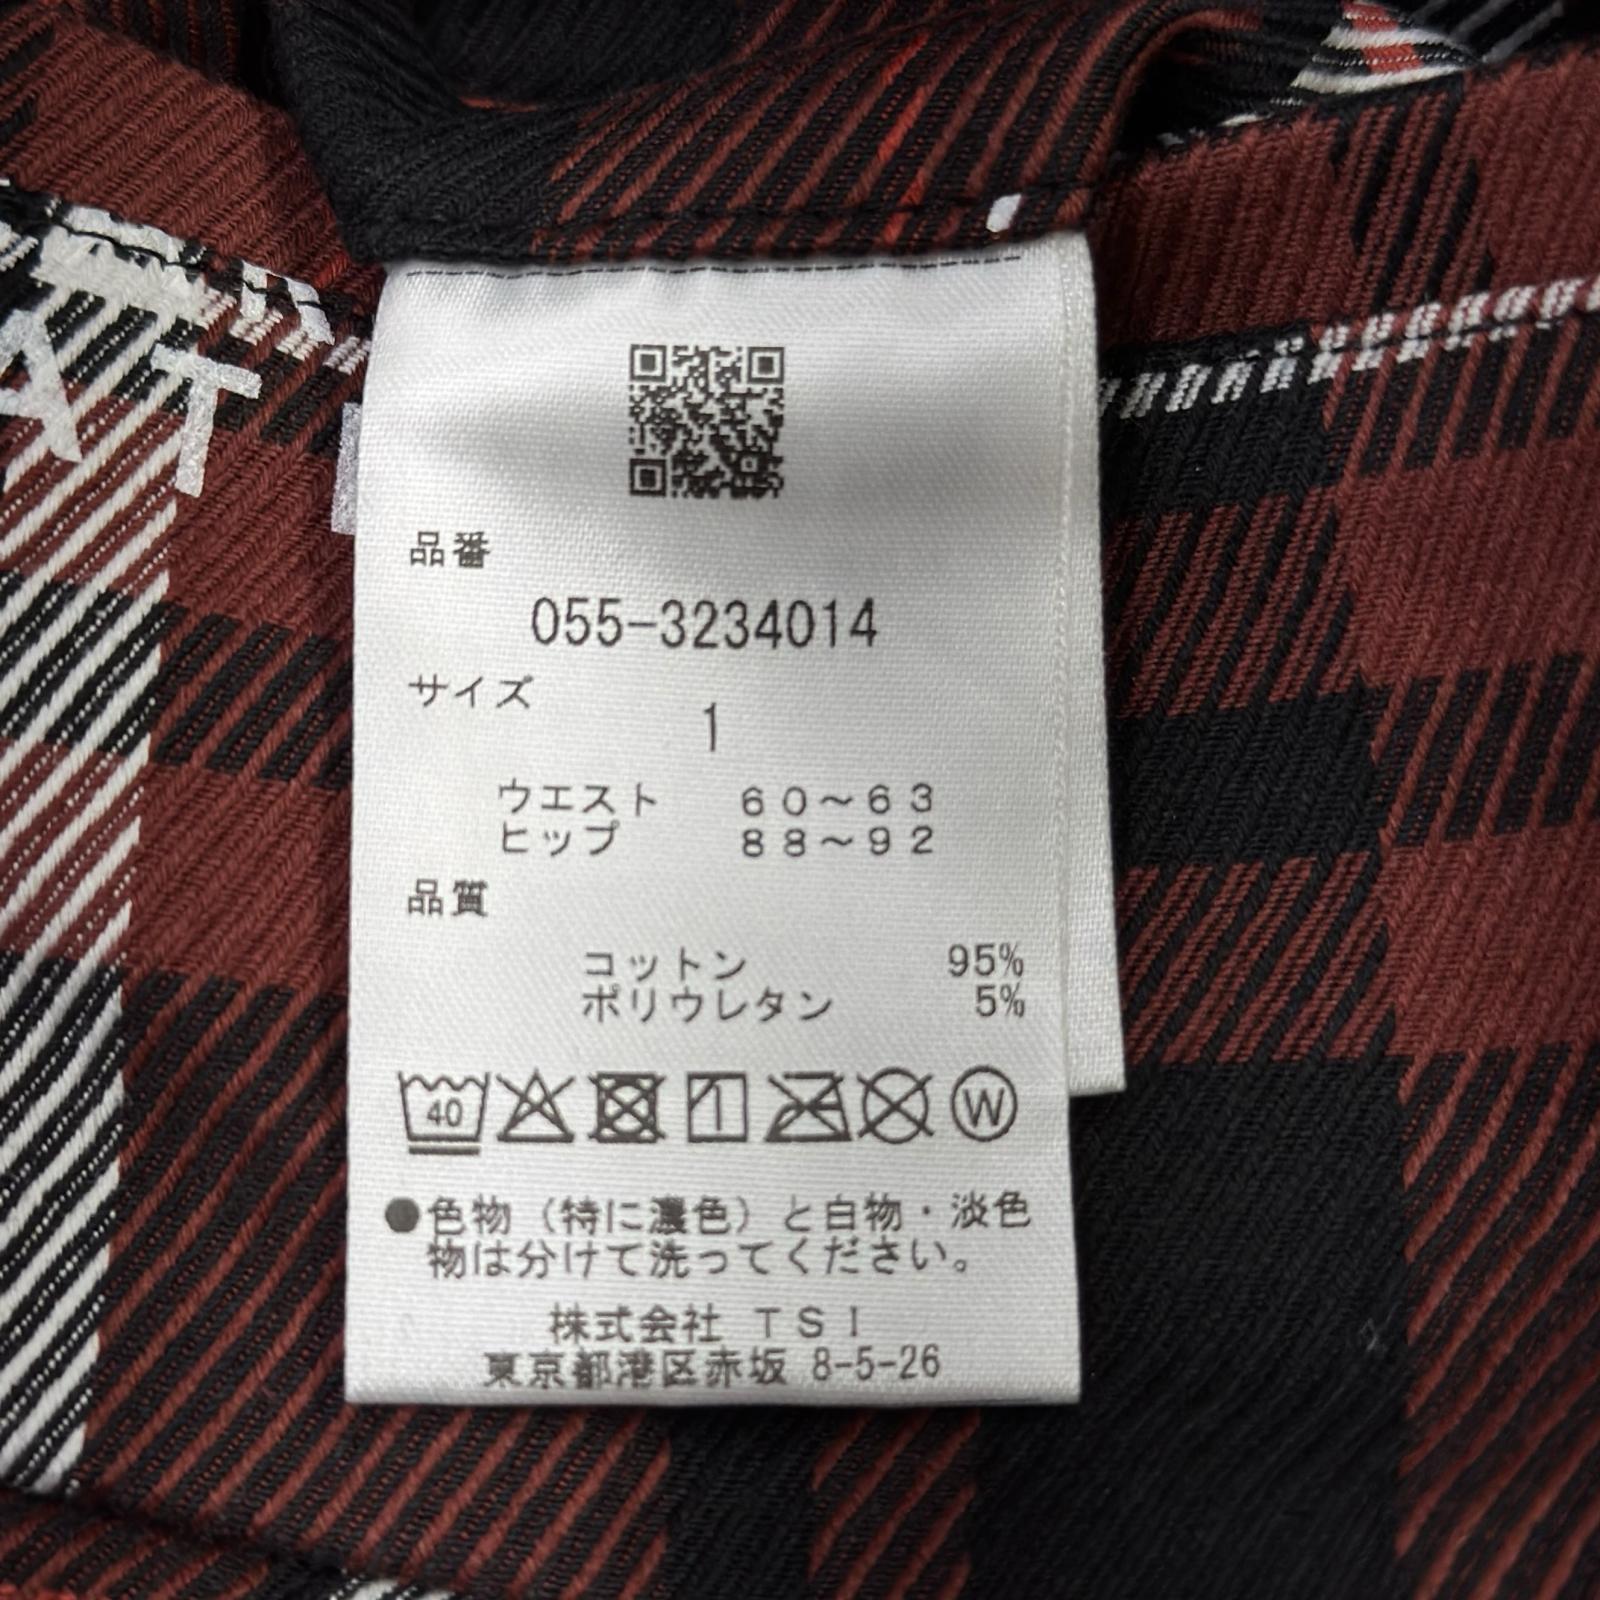 AT
品番
055-3234014
サイズ
1
ウエスト 60~63
ヒップ 88~92
品質
コットン 95%
ポリウレタン 5%
40 W
●色物(特に濃色)と白物・淡色
物は分けて洗ってください。
株式会社 TSI
東京都港区赤坂 8-5-26